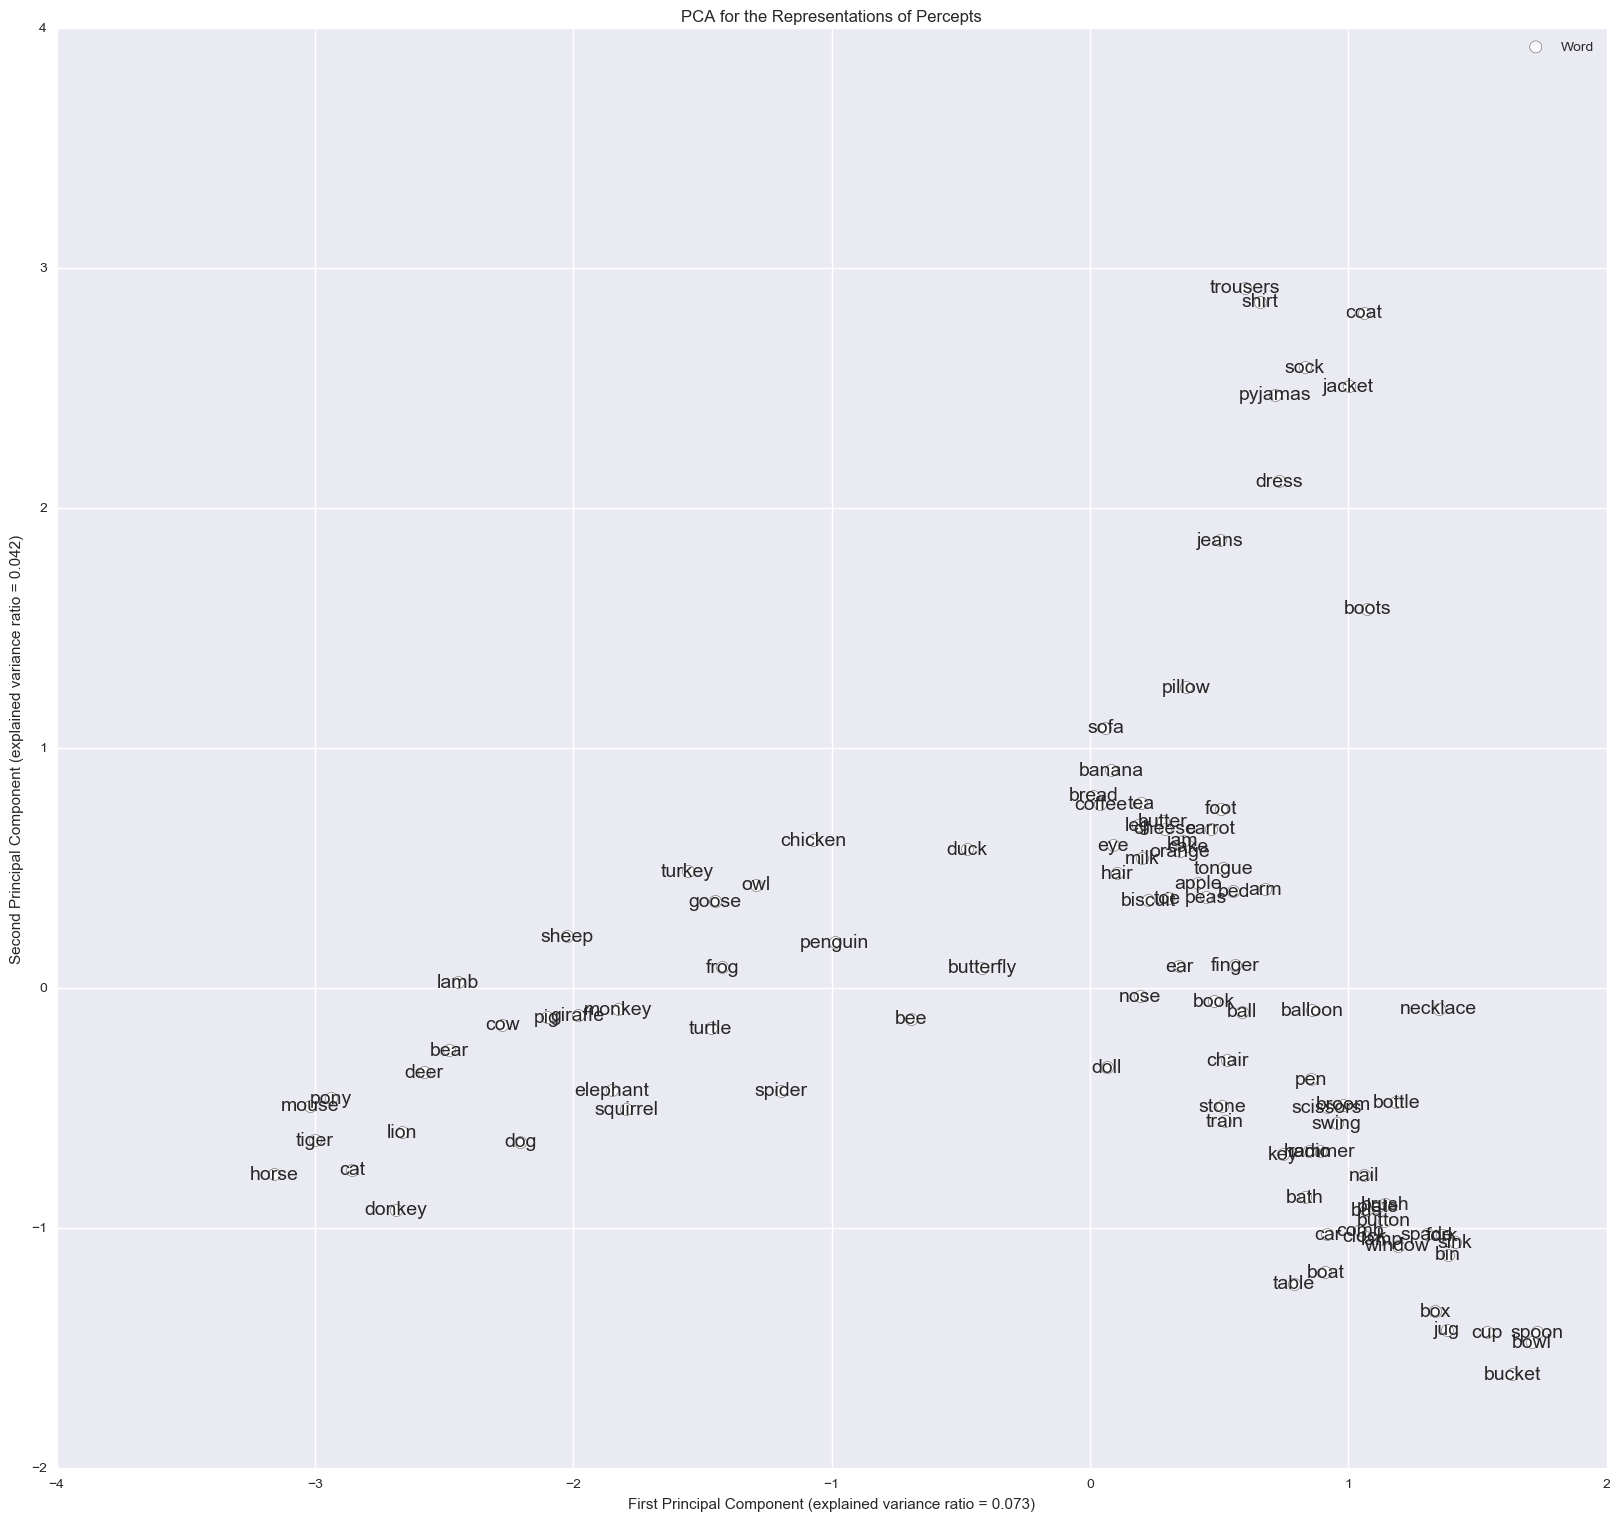 PCA for the Representations of Percepts
Word
4
3
2
1
0
−1
−2
−4
−3
−2
−1
0
1
2
Second Principal Component (explained variance ratio = 0.042)
First Principal Component (explained variance ratio = 0.073)
trousers
shirt
coat
sock
jacket
pyjamas
dress
jeans
boots
pillow
sofa
banana
bread
coffee
tea
foot
butter
leg
cheese
carrot
jam
cake
eye
orange
milk
chicken
duck
hair
tongue
turkey
owl
apple
bed
arm
goose
biscuit
toe
peas
sheep
penguin
frog
butterfly
ear
finger
lamb
nose
book
ball
balloon
necklace
monkey
giraffe
pig
cow
turtle
bee
bear
deer
doll
chair
pen
elephant
spider
squirrel
pony
mouse
stone
train
scissors
broom
bottle
swing
lion
tiger
dog
cat
horse
donkey
key
radio
hammer
nail
bath
brush
plate
button
car
comb
clock
lamp
window
spade
fork
sink
bin
boat
table
box
jug
cup
spoon
bowl
bucket